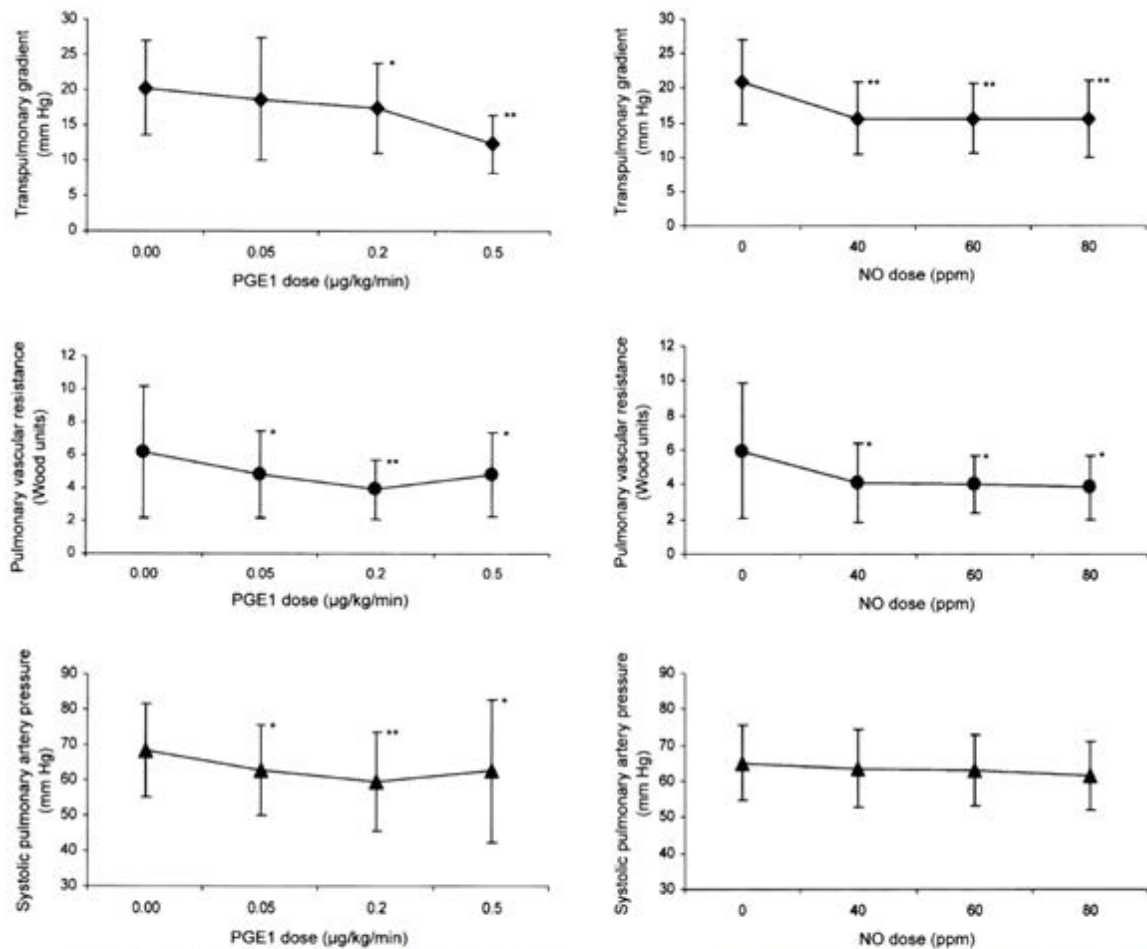 Transpulmonary gradient
(mm Hg)
30
25
20
15
10
5
0
*
**
0.00 0.05 0.2 0.5
PGE1 dose (µg/kg/min)
Transpulmonary gradient
(mm Hg)
30
25
20
15
10
5
0
** ** **
0 40 60 80
NO dose (ppm)
Pulmonary vascular resistance
(Wood units)
12
10
8
6
4
2
0
* ** *
0.00 0.05 0.2 0.5
PGE1 dose (µg/kg/min)
Pulmonary vascular resistance
(Wood units)
12
10
8
6
4
2
0
* * *
0 40 60 80
NO dose (ppm)
Systolic pulmonary artery pressure
(mm Hg)
90
80
70
60
50
40
30
* ** *
0.00 0.05 0.2 0.5
PGE1 dose (µg/kg/min)
Systolic pulmonary artery pressure
(mm Hg)
90
80
70
60
50
40
30
0 40 60 80
NO dose (ppm)